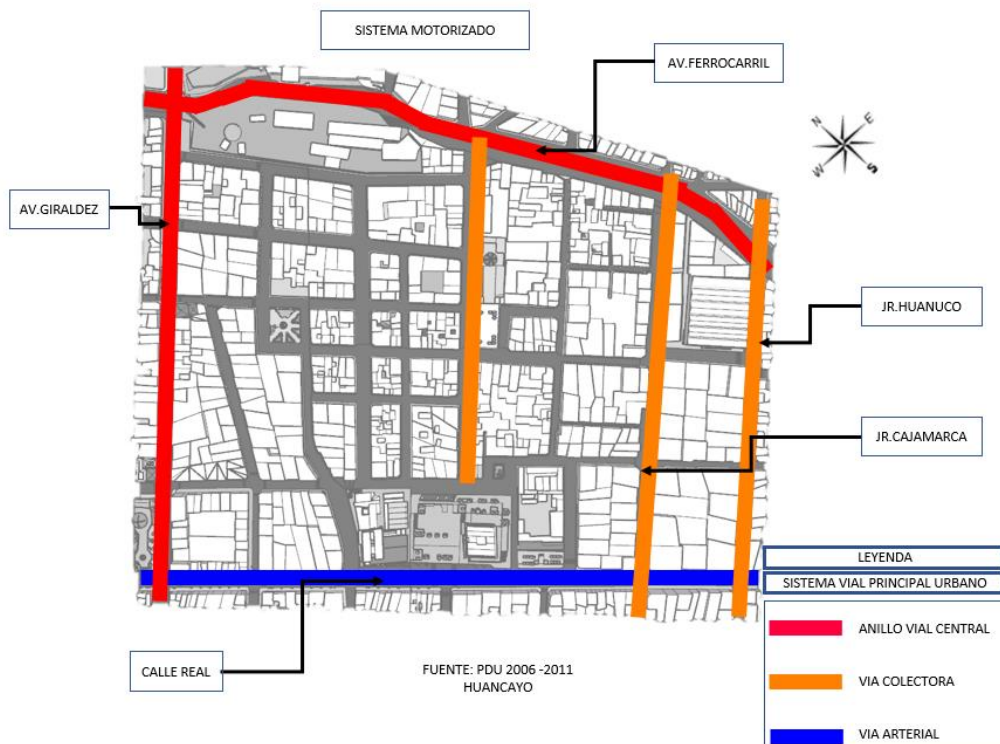 SISTEMA MOTORIZADO
AV.FERROCARRIL
N
E
W
S
AV.GIRALDEZ
JR.HUANUCO
JR.CAJAMARCA
LEYENDA
SISTEMA VIAL PRINCIPAL URBANO
ANILLO VIAL CENTRAL
CALLE REAL
FUENTE: PDU 2006 -2011
HUANCAYO
VIA COLECTORA
VIA ARTERIAL